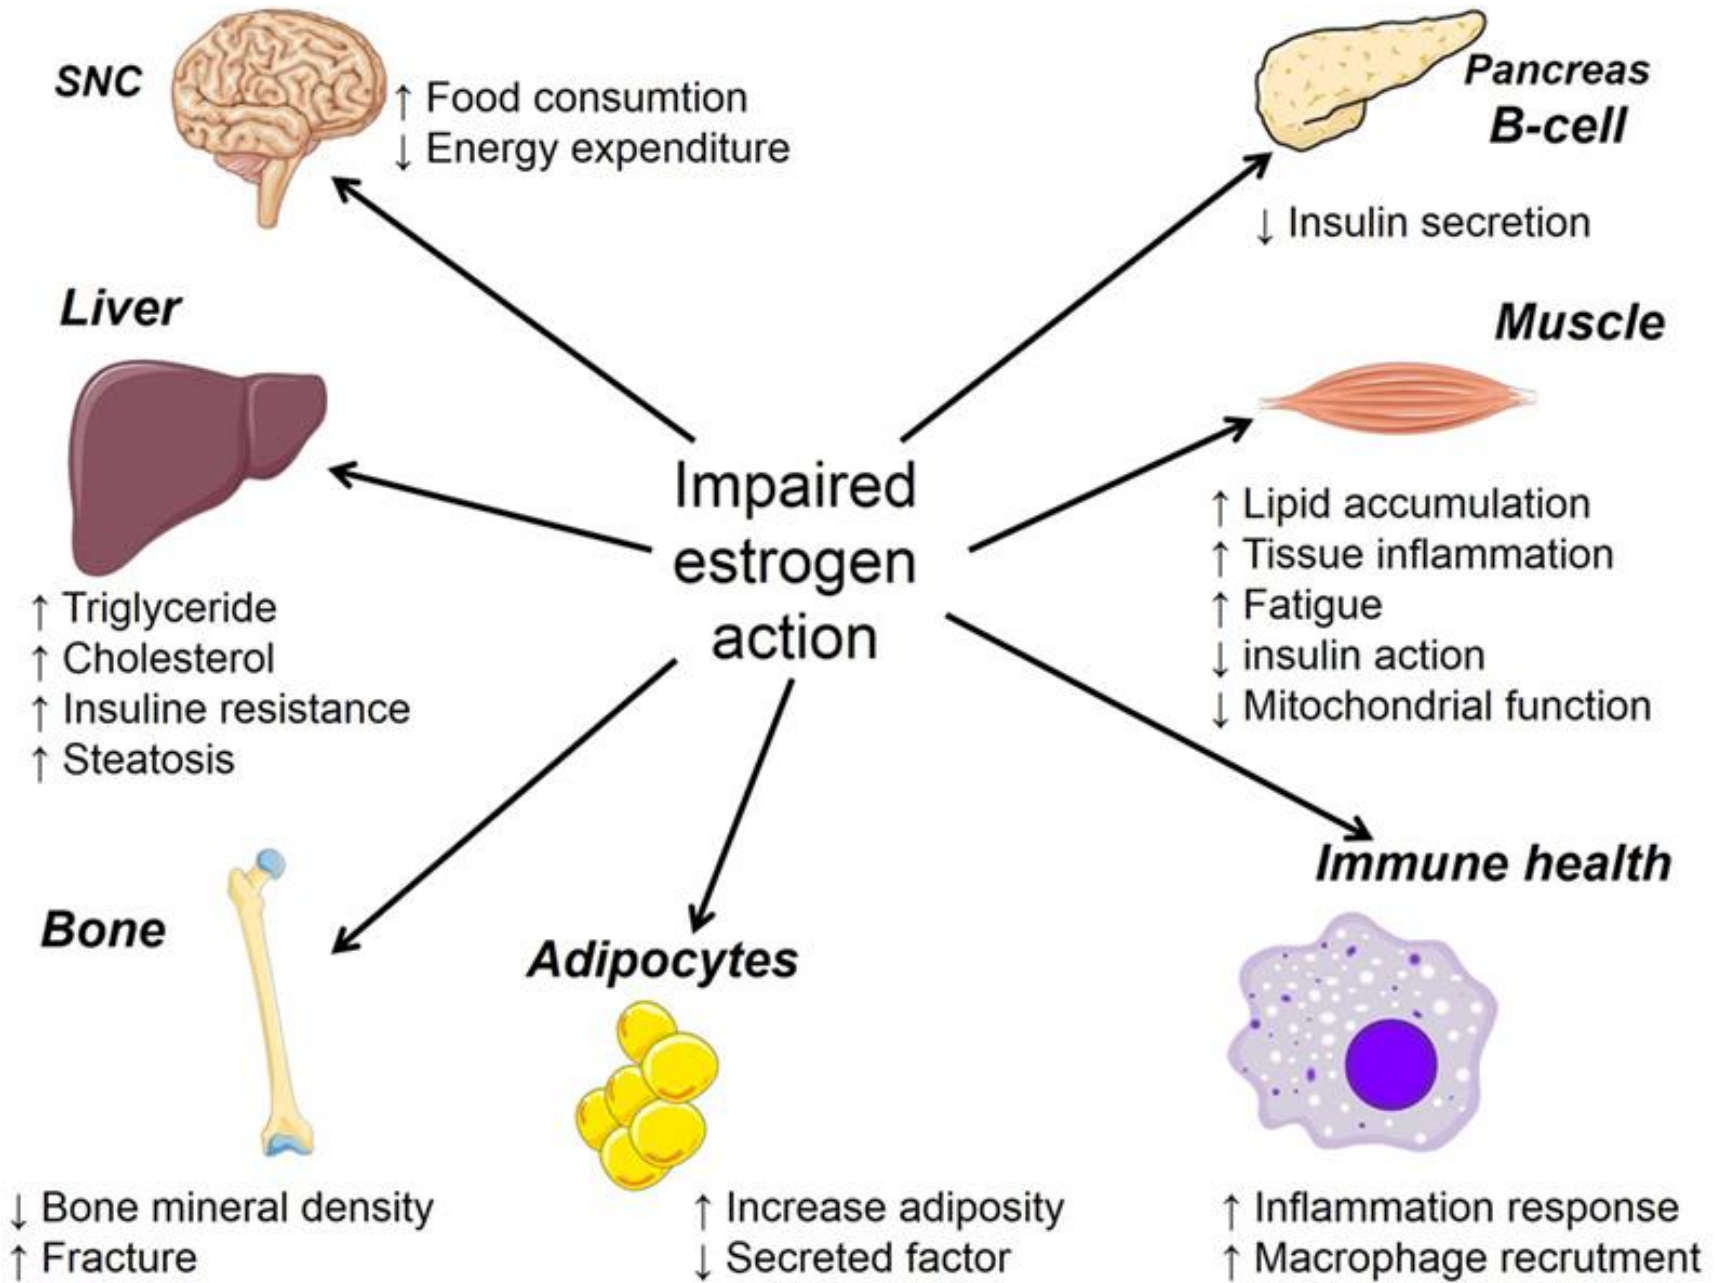 SNC
↑ Food consumtion
↓ Energy expenditure
Pancreas
B-cell
↓ Insulin secretion
Liver
↑ Triglyceride
↑ Cholesterol
↑ Insuline resistance
↑ Steatosis
Impaired
estrogen
action
Muscle
↑ Lipid accumulation
↑ Tissue inflammation
↑ Fatigue
↓ insulin action
↓ Mitochondrial function
Bone
↓ Bone mineral density
↑ Fracture
Adipocytes
↑ Increase adiposity
↓ Secreted factor
Immune health
↑ Inflammation response
↑ Macrophage recrutment